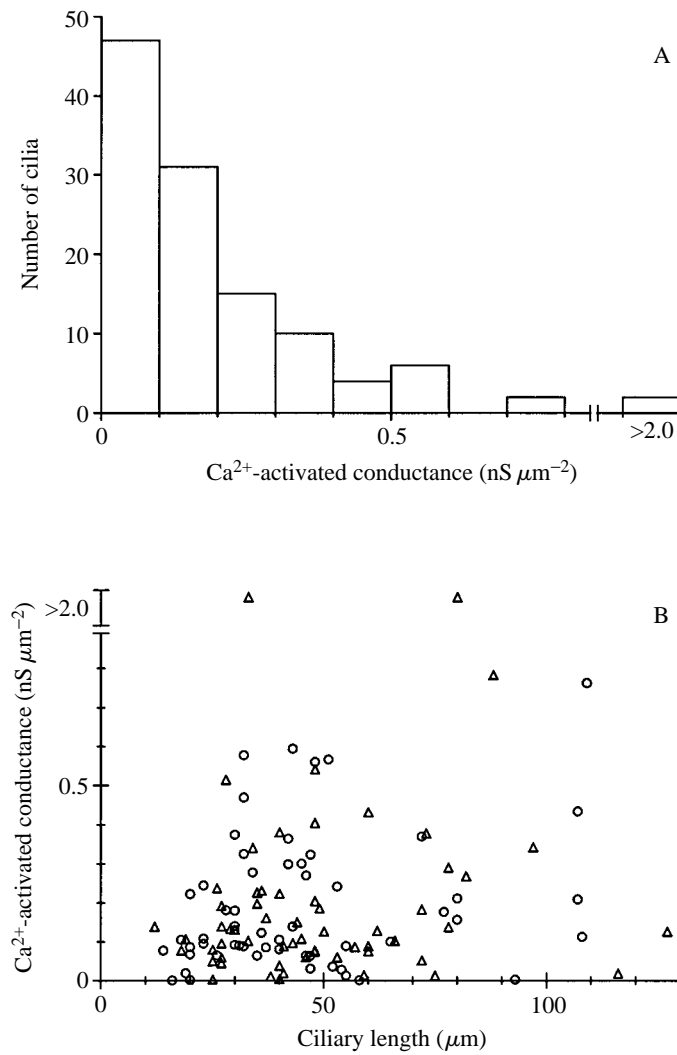 A
50
40
30
20
10
0
Number of cilia
0
0.5
>2.0
Ca²⁺-activated conductance (nS μm⁻²)
B
>2.0
0.5
0
Ca²⁺-activated conductance (nS μm⁻²)
0
50
100
Ciliary length (μm)